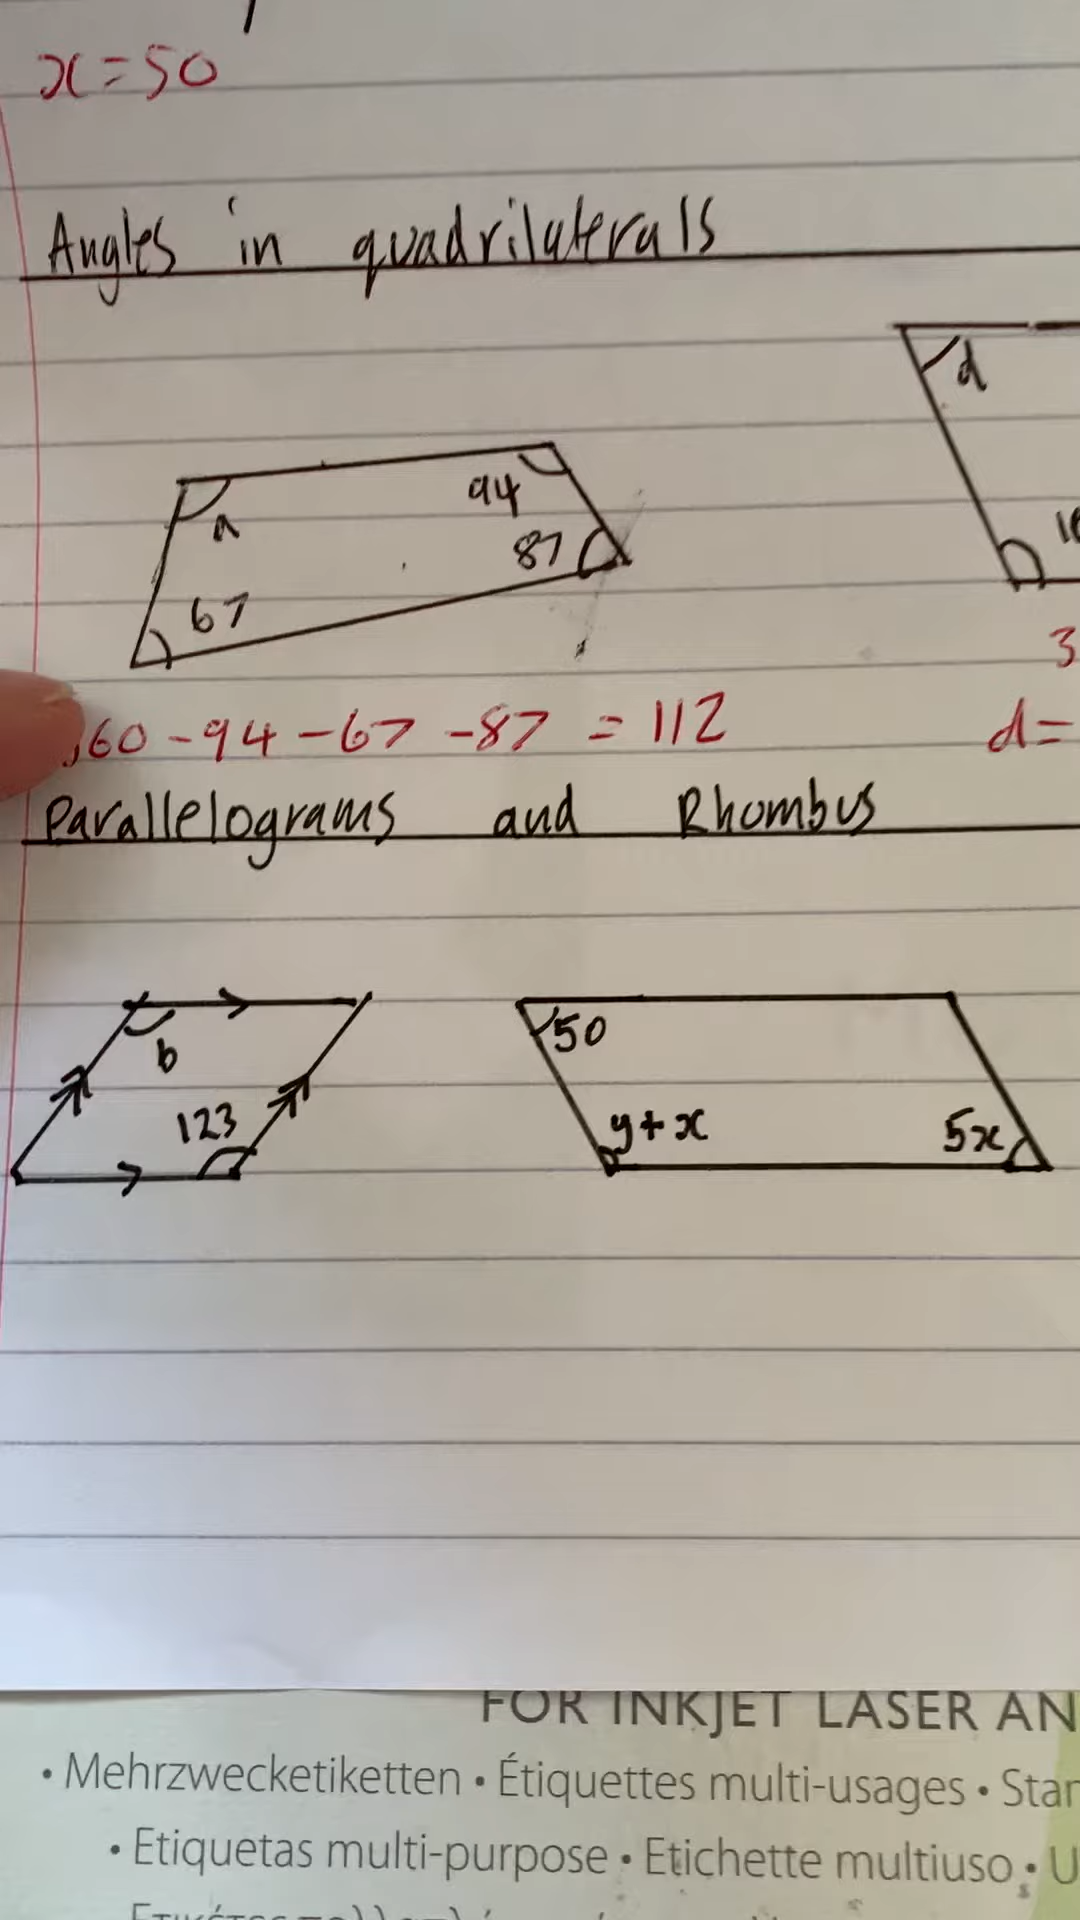 x=50
Angles in quadrilaterals
d
a
94
87
67
60-94-67-87 = 112
d=
Parallelograms and Rhombus
b
123
50
y+x
5x
FOR INKJET LASER AN
• Mehrzwecketiketten • Étiquettes multi-usages • Star
• Etiquetas multi-purpose • Etichette multiuso • U